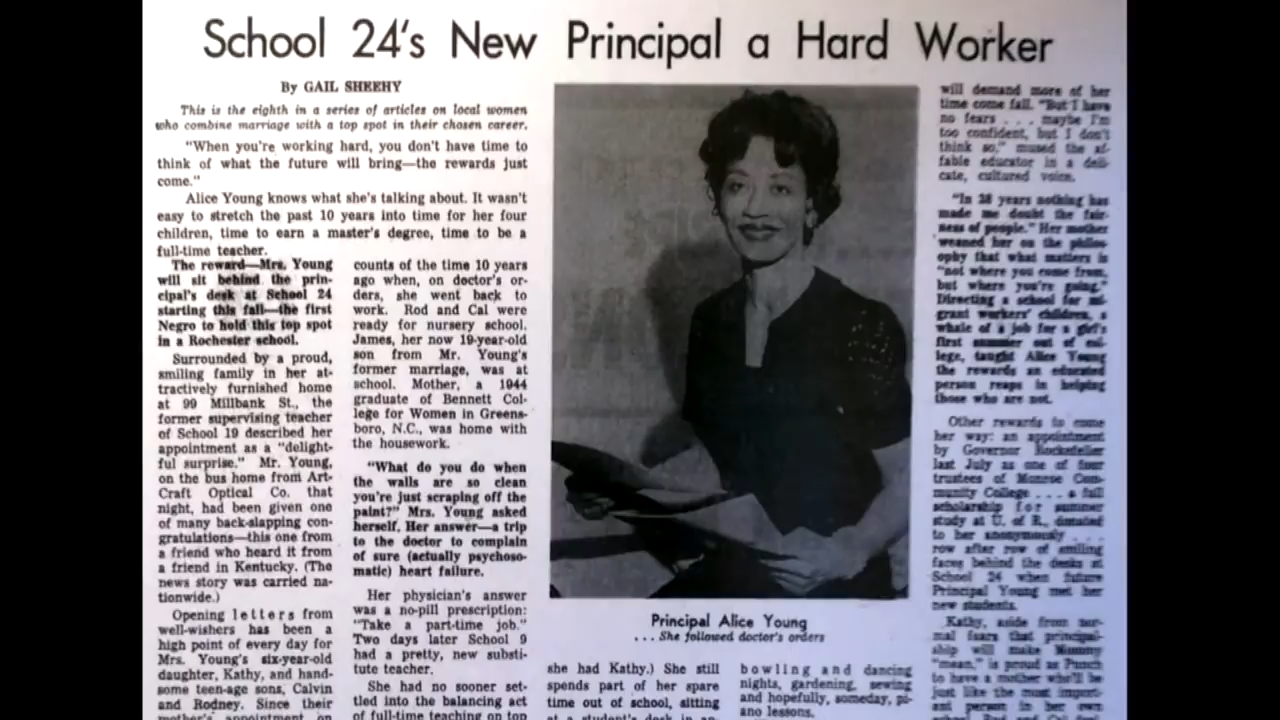 School 24's New Principal a Hard Worker
By GAIL SHEEHY
This is the eighth in a series of articles on local women
who combine marriage with a top spot in their chosen career.
"When you're working hard, you don't have time to
think of what the future will bring—the rewards just
come."
Alice Young knows what she's talking about. It wasn't
easy to stretch the past 10 years into time for her four
children, time to earn a master's degree, time to be a
full-time teacher.
The reward—Mrs. Young
will sit behind the prin-
cipal's desk at School 24
starting this fall—the first
Negro to hold this top spot
in a Rochester school.
Surrounded by a proud,
smiling family in her at-
tractively furnished home
at 99 Millbank St., the
former supervising teacher
of School 19 described her
appointment as a "delight-
ful surprise." Mr. Young,
on the bus home from Art-
Craft Optical Co. that
night, had been given one
of many back-slapping con-
gratulations—this one from
a friend who heard it from
a friend in Kentucky. (The
news story was carried na-
tionwide.)
Opening letters from
well-wishers has been a
high point of every day for
Mrs. Young's six-year-old
daughter, Kathy, and hand-
some teen-age sons, Calvin
and Rodney. Since their
mother's appointment on
counts of the time 10 years
ago when, on doctor's or-
ders, she went back to
work. Rod and Cal were
ready for nursery school.
James, her now 19-year-old
son from Mr. Young's
former marriage, was at
school. Mother, a 1944
graduate of Bennett Col-
lege for Women in Greens-
boro, N.C., was home with
the housework.
"What do you do when
the walls are so clean
you're just scraping off the
paint?" Mrs. Young asked
herself. Her answer—a trip
to the doctor to complain
of sure (actually psychoso-
matic) heart failure.
Her physician's answer
was a no-pill prescription:
"Take a part-time job."
Two days later School 9
had a pretty, new substi-
tute teacher.
She had no sooner set-
tled into the balancing act
of full-time teaching on top
Principal Alice Young
. . . She followed doctor's orders
she had Kathy.) She still
spends part of her spare
time out of school, sitting
at a student's desk in
bowling and dancing
nights, gardening, sewing
and hopefully, someday, pi-
ano lessons.
will demand more of her
time come fall. "But I have
no fears . . . maybe I'm
too confident, but I don't
think so," mused the af-
fable educator in a deli-
cate, cultured voice.
"In 38 years nothing has
made me doubt the fair-
ness of people." Her mother
weaned her on the philos-
ophy that what matters is
"not where you come from,
but where you're going."
Directing a school for mi-
grant workers' children, a
whale of a job for a girl's
first summer out of col-
lege, taught Alice Young
the rewards an educated
person reaps in helping
those who are not.
Other rewards to come
her way: an appointment
by Governor Rockefeller
last July as one of four
trustees of Monroe Com-
munity College . . . a full
scholarship for summer
study at U. of R., donated
to her anonymously . . .
row after row of smiling
faces behind the desks at
School 24 when future
Principal Young met her
new students.
Kathy, aside from nor-
mal fears that principal-
ship will make Mommy
"mean," is proud as Punch
to have a mother who'll be
just like the most import-
ant person in her own